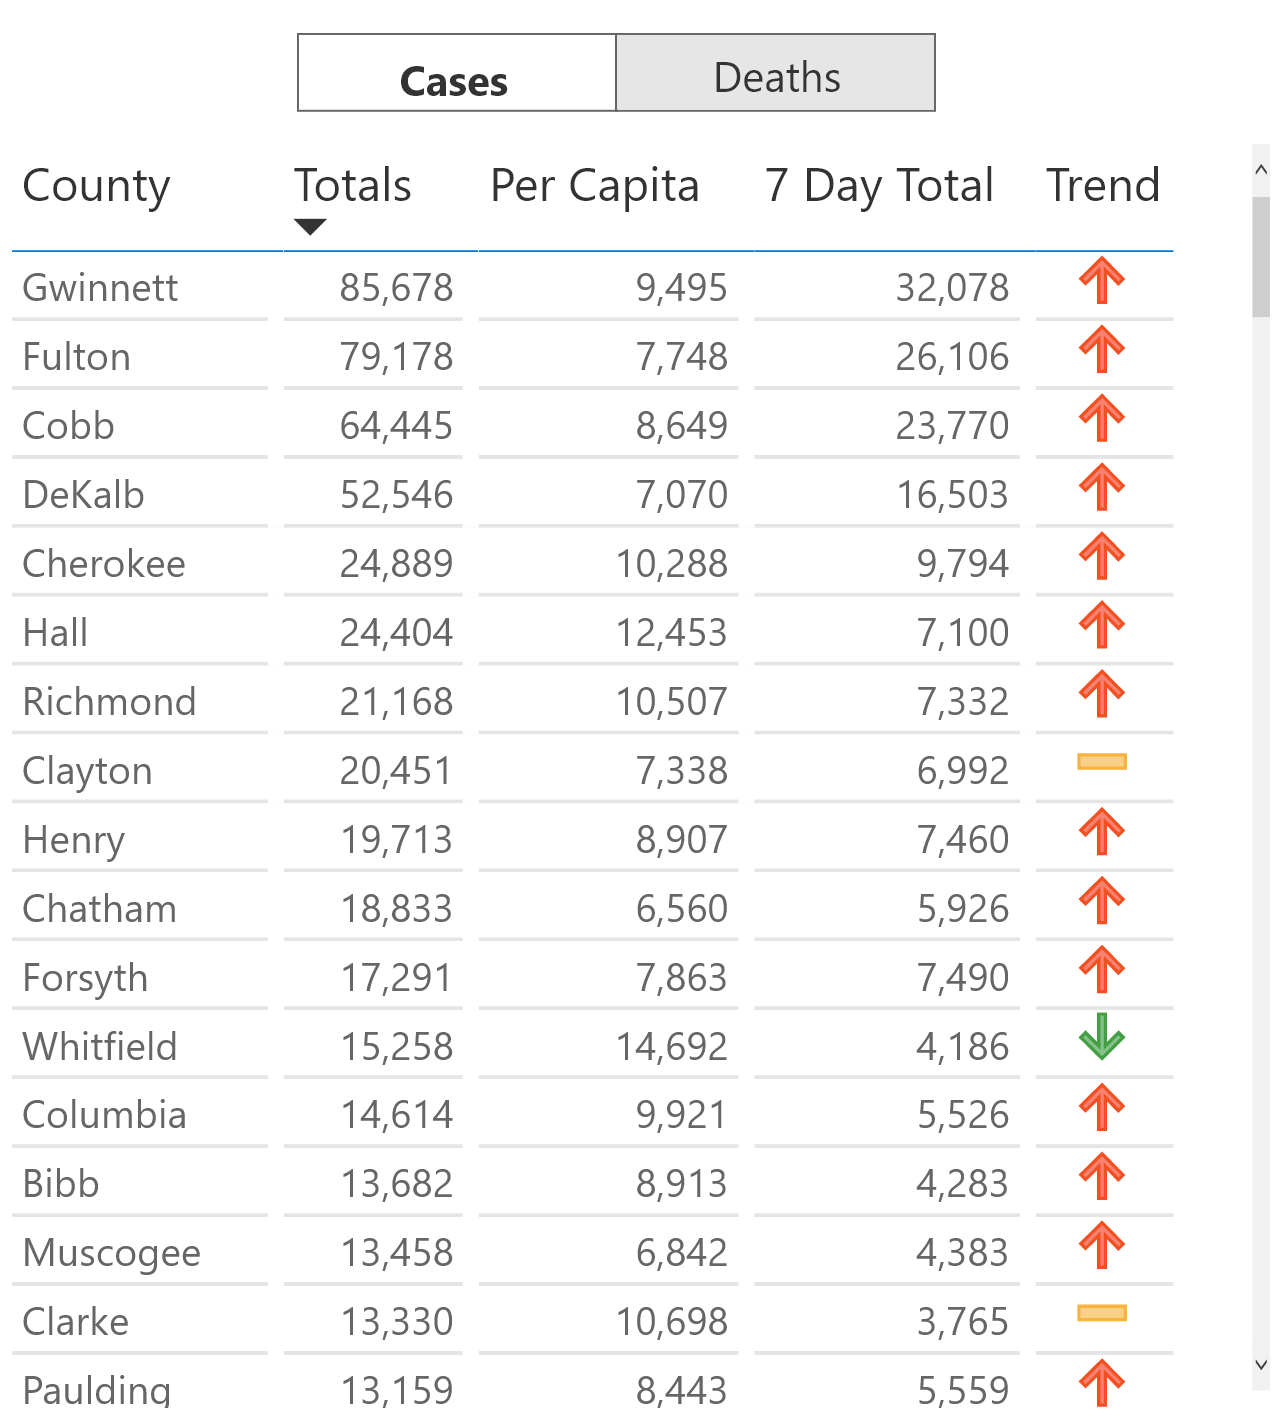 Cases Deaths
County Totals Per Capita 7 Day Total Trend
Gwinnett 85,678 9,495 32,078
Fulton 79,178 7,748 26,106
Cobb 64,445 8,649 23,770
DeKalb 52,546 7,070 16,503
Cherokee 24,889 10,288 9,794
Hall 24,404 12,453 7,100
Richmond 21,168 10,507 7,332
Clayton 20,451 7,338 6,992
Henry 19,713 8,907 7,460
Chatham 18,833 6,560 5,926
Forsyth 17,291 7,863 7,490
Whitfield 15,258 14,692 4,186
Columbia 14,614 9,921 5,526
Bibb 13,682 8,913 4,283
Muscogee 13,458 6,842 4,383
Clarke 13,330 10,698 3,765
Paulding 13,159 8,443 5,559